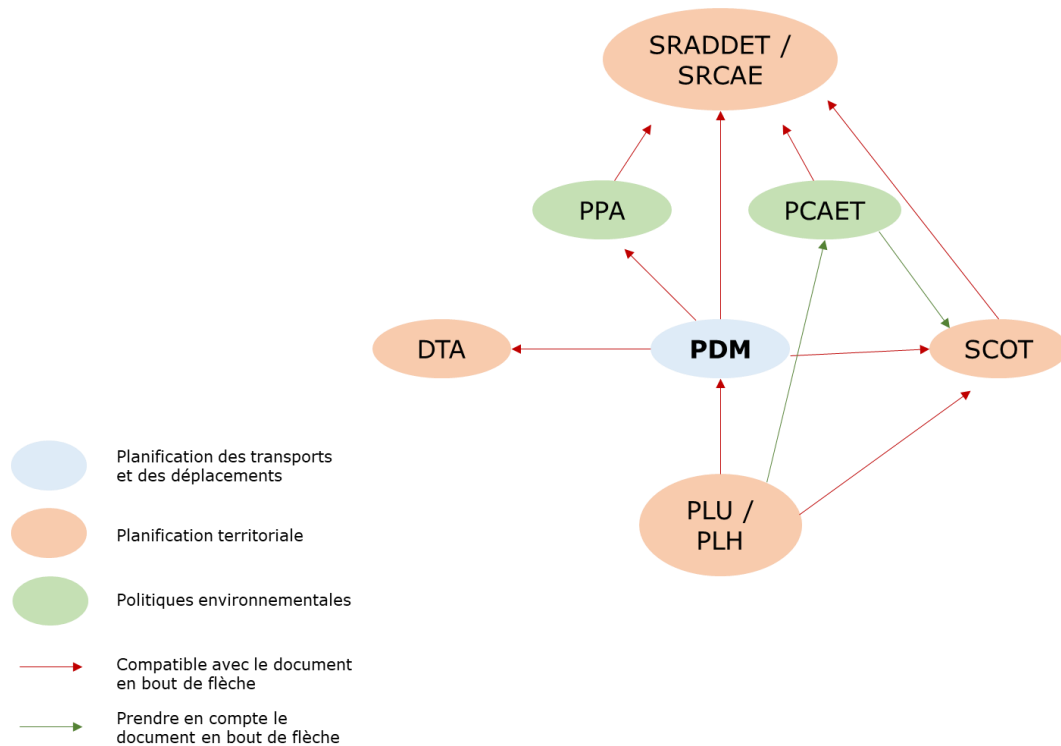 SRADDET /
SRCAE
PPA
PCAET
DTA
PDM
SCOT
PLU /
PLH
Planification des transports
et des déplacements
Planification territoriale
Politiques environnementales
Compatible avec le document
en bout de flèche
Prendre en compte le
document en bout de flèche